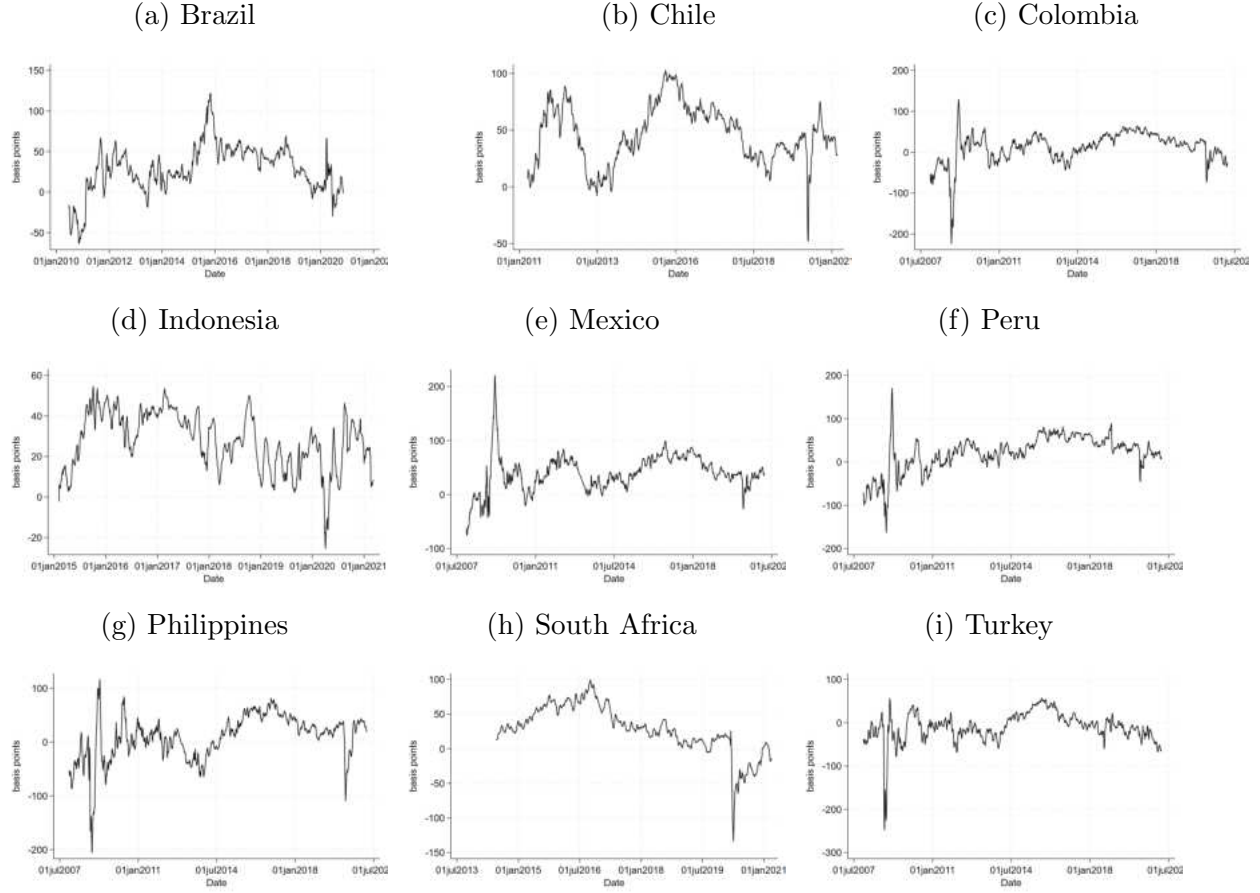 (a) Brazil
(b) Chile
(c) Colombia
150
100
50
0
-50
basis points
01jan2010 01jan2012 01jan2014 01jan2016 01jan2018 01jan2020 01jan202
Date
100
50
0
-50
basis points
01jan2011 01jul2013 01jan2016 01jul2018 01jan2021
Date
200
100
0
-100
-200
basis points
01jul2007 01jan2011 01jul2014 01jan2018 01jul202
Date
(d) Indonesia
(e) Mexico
(f) Peru
60
40
20
0
-20
basis points
01jan2015 01jan2016 01jan2017 01jan2018 01jan2019 01jan2020 01jan2021
Date
200
100
0
-100
basis points
01jul2007 01jan2011 01jul2014 01jan2018 01jul202
Date
200
100
0
-100
-200
basis points
01jul2007 01jan2011 01jul2014 01jan2018 01jul202
Date
(g) Philippines
(h) South Africa
(i) Turkey
100
0
-100
-200
basis points
01jul2007 01jan2011 01jul2014 01jan2018 01jul202
Date
100
50
0
-50
-100
-150
basis points
01jul2013 01jan2015 01jul2016 01jan2018 01jul2019 01jan2021
Date
100
0
-100
-200
-300
basis points
01jul2007 01jan2011 01jul2014 01jan2018 01jul202
Date